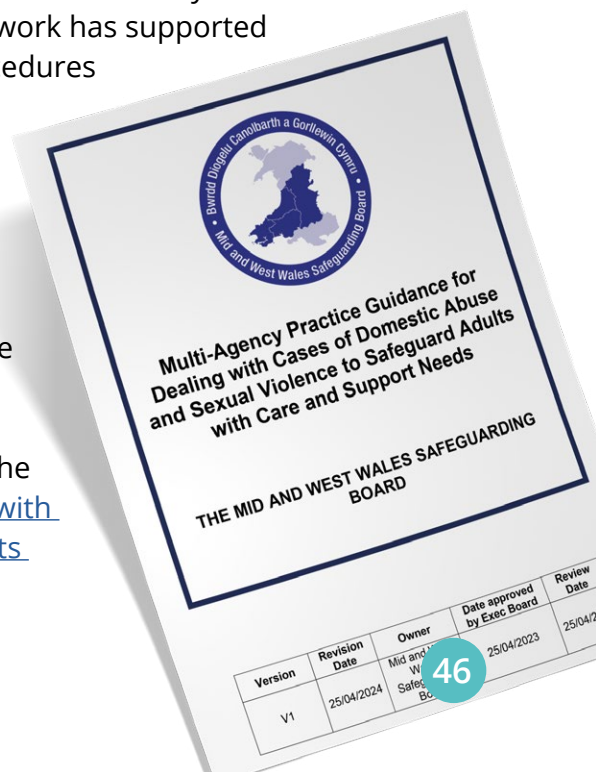 work has supported
edures
he
with
ts
Bwrdd Diogelu Canolbarth a Gorllewin Cymru
Mid and West Wales Safeguarding Board
Multi-Agency Practice Guidance for
Dealing with Cases of Domestic Abuse
and Sexual Violence to Safeguard Adults
with Care and Support Needs
THE MID AND WEST WALES SAFEGUARDING
BOARD
Version Revision Date Owner Date approved by Exec Board Review Date
V1 25/04/2024 Mid and 25/04/2023 25/04/2
46